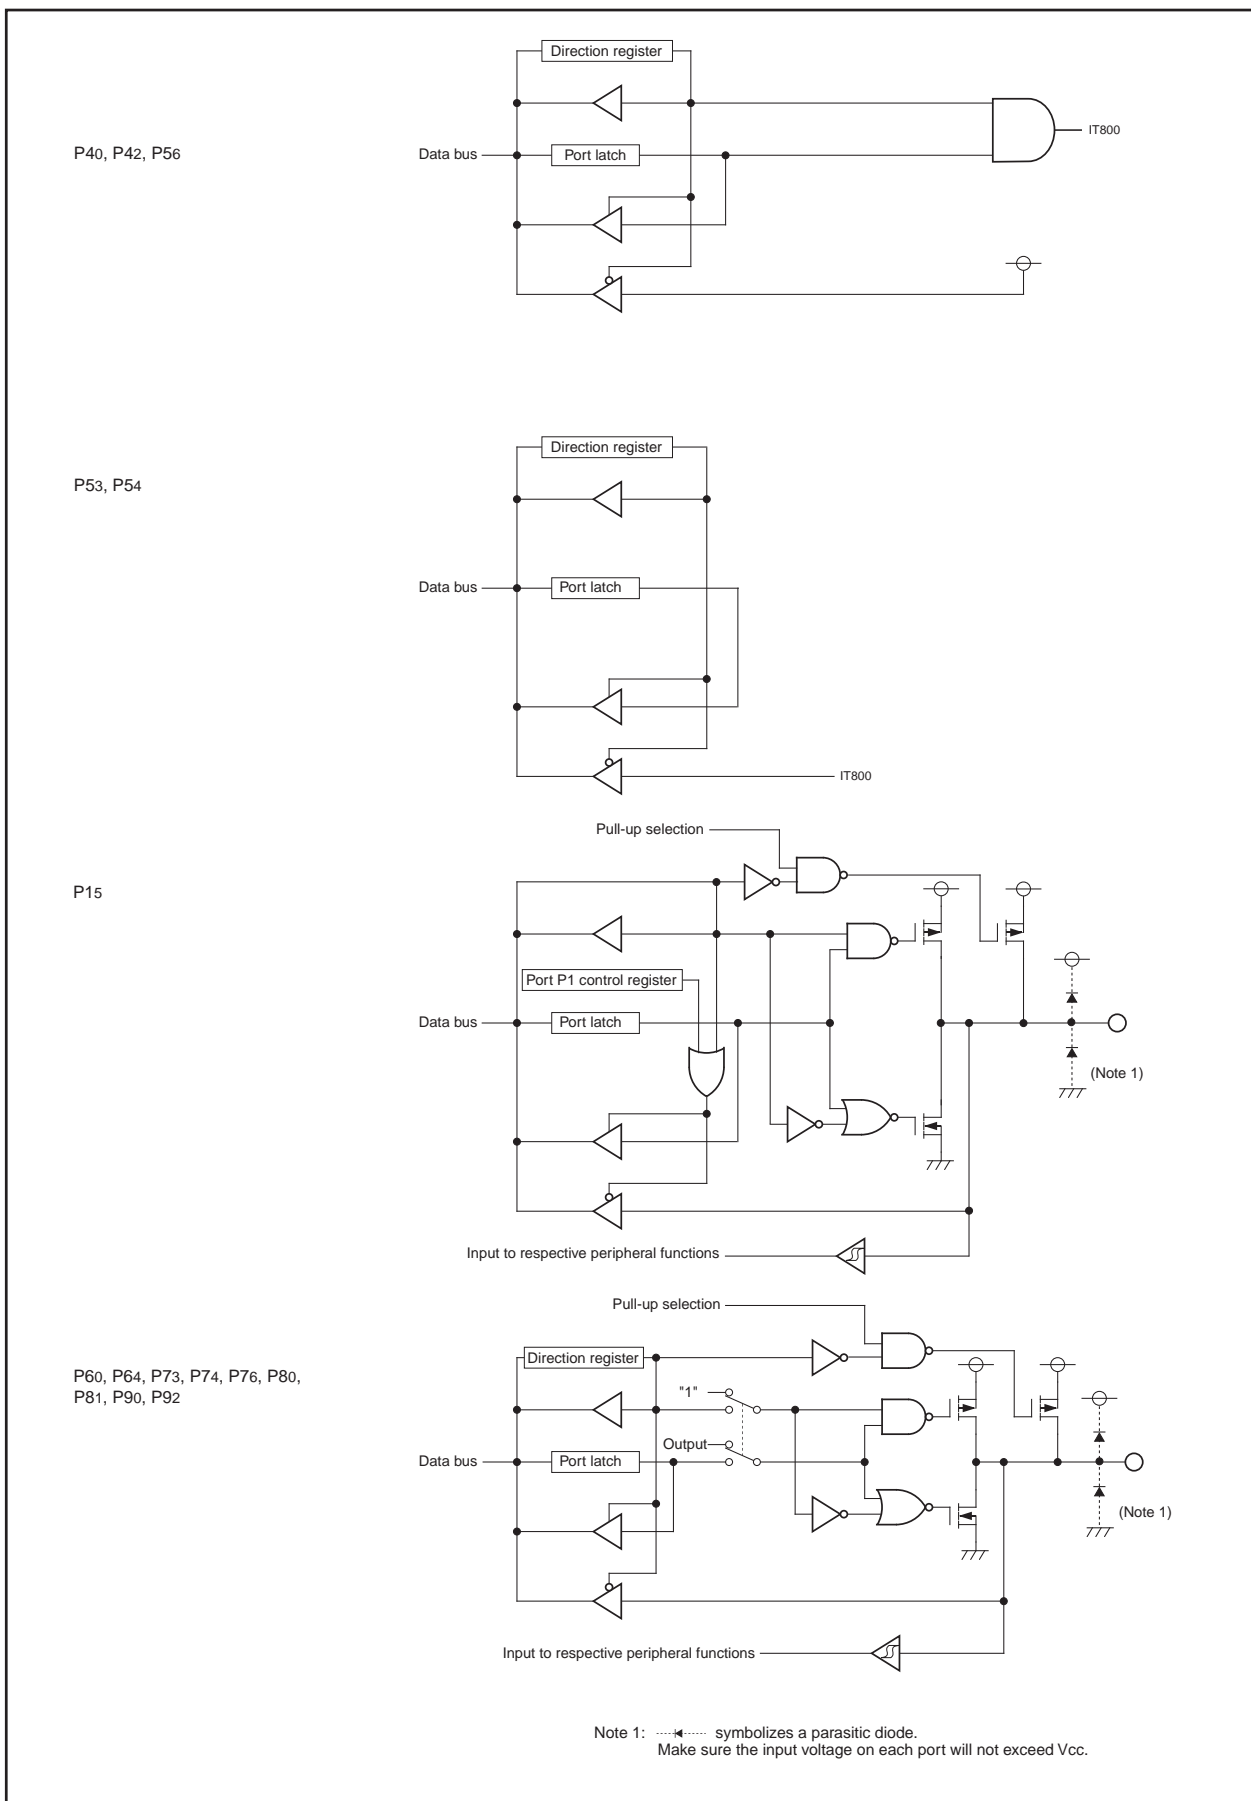 Direction register
IT800
P40, P42, P56
Data bus
Port latch
Direction register
P53, P54
Data bus
Port latch
IT800
Pull-up selection
P15
Port P1 control register
Data bus
Port latch
(Note 1)
Input to respective peripheral functions
Pull-up selection
Direction register
P60, P64, P73, P74, P76, P80,
P81, P90, P92
"1"
Output
Data bus
Port latch
(Note 1)
Input to respective peripheral functions
Note 1: symbolizes a parasitic diode.
Make sure the input voltage on each port will not exceed Vcc.